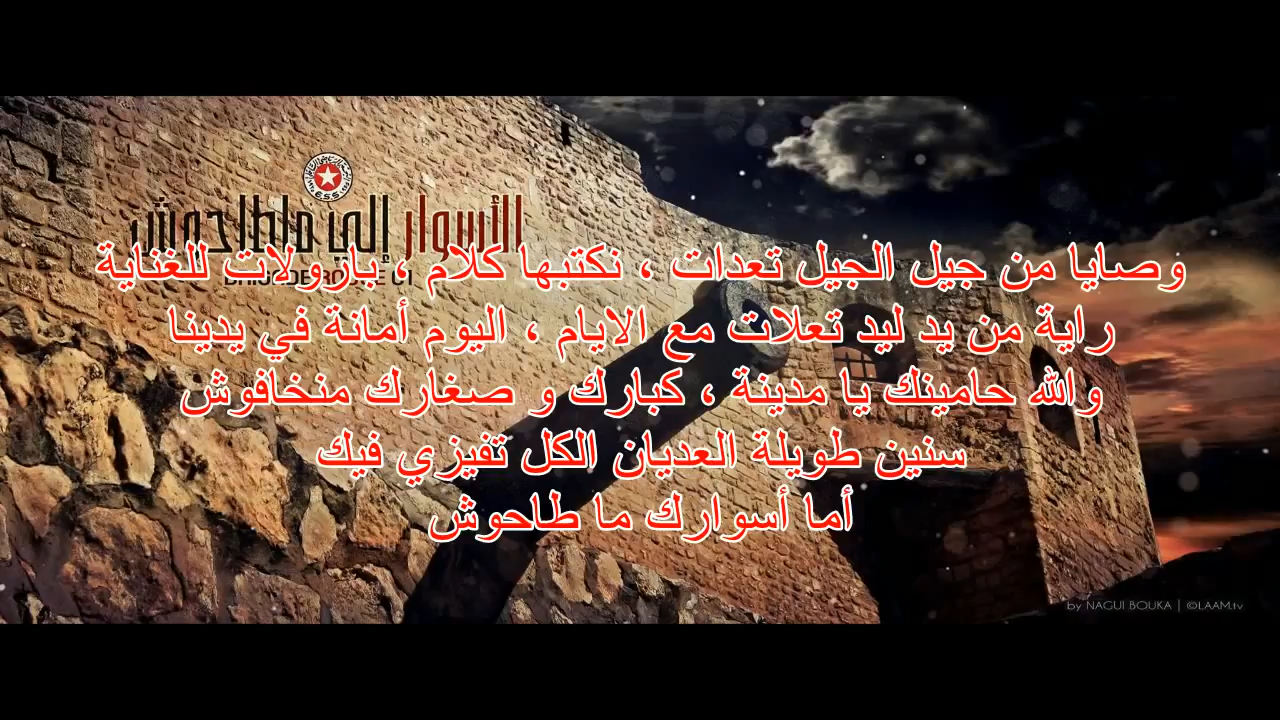 E.S.S
الأسوار إلي ماطاحوش
وصايا من جيل الجيل تعدات ، نكتبها كلام ، بارولات للغناية
راية من يد ليد تعلات مع الايام ، اليوم أمانة في يدينا
والله حامينك يا مدينة ، كبارك و صغارك منخافوش
سنين طويلة العديان الكل تفيزي فيك
أما أسوارك ما طاحوش
by NAGUI BOUKA | ©LAAM.tv